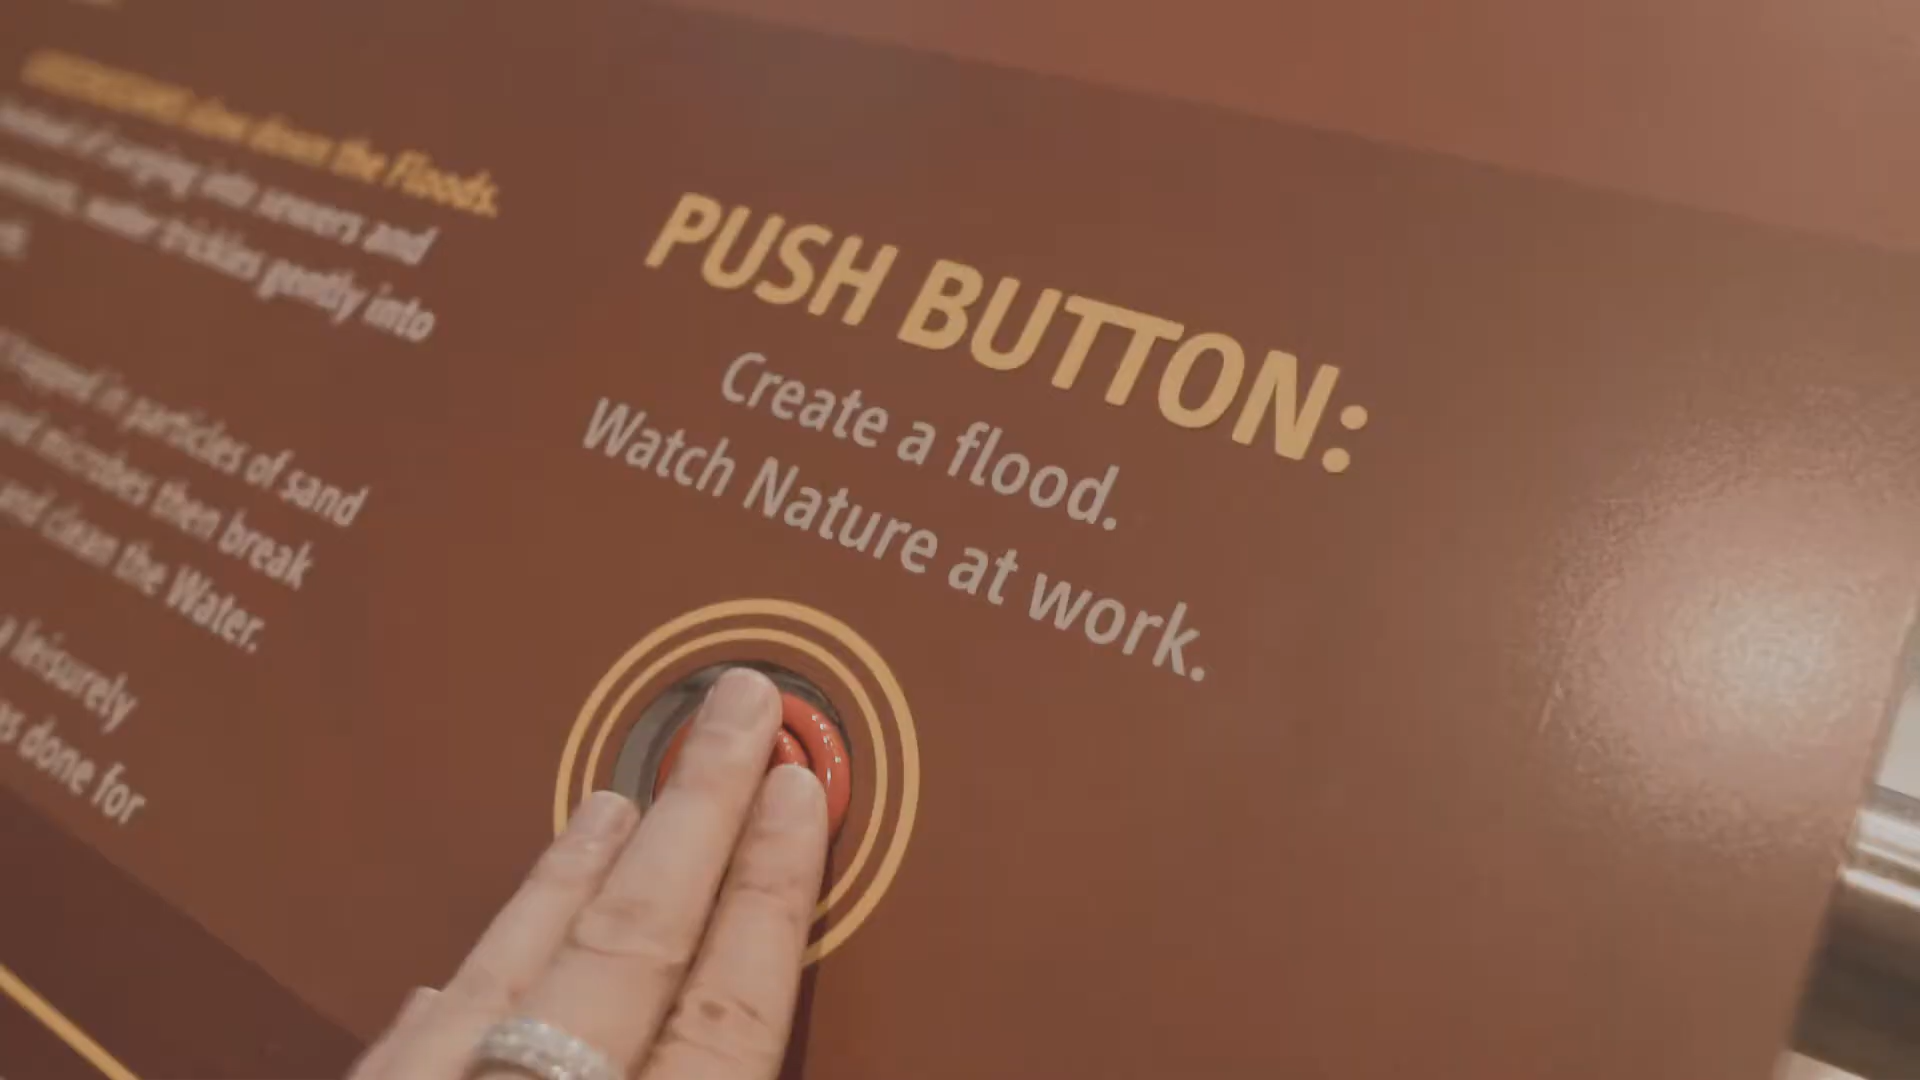 slow down the Floods.
into sewers and
water trickles gently into
trapped in particles of sand
and microbes then break
and clean the Water.
a leisurely
as done for
PUSH BUTTON:
Create a flood.
Watch Nature at work.